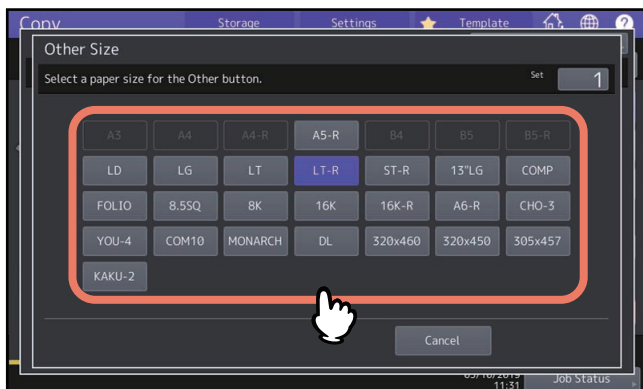 Copy Storage Settings Template
Other Size
Select a paper size for the Other button. Set 1
A3 A4 A4-R A5-R B4 B5 B5-R
LD LG LT LT-R ST-R 13"LG COMP
FOLIO 8.5SQ 8K 16K 16K-R A6-R CHO-3
YOU-4 COM10 MONARCH DL 320x460 320x450 305x457
KAKU-2
Cancel
11:31 Job Status